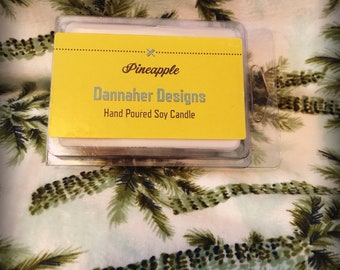 Pineapple
Dannaher Designs
Hand Poured Soy Candle